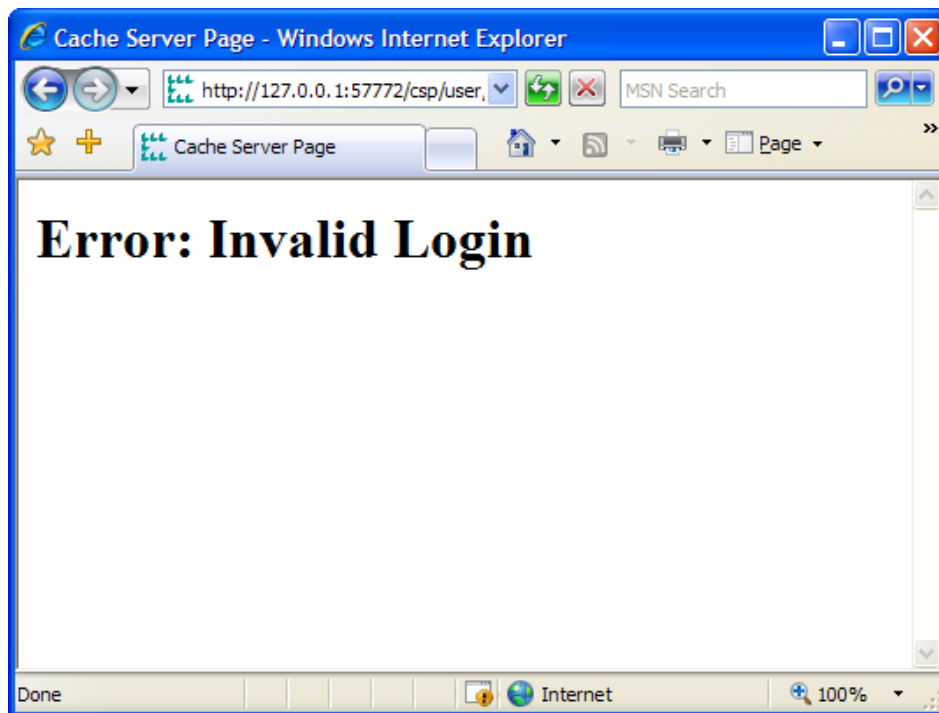 Cache Server Page - Windows Internet Explorer
http://127.0.0.1:57772/csp/user,
MSN Search
Cache Server Page
Page
»
Error: Invalid Login
Done
Internet
100%